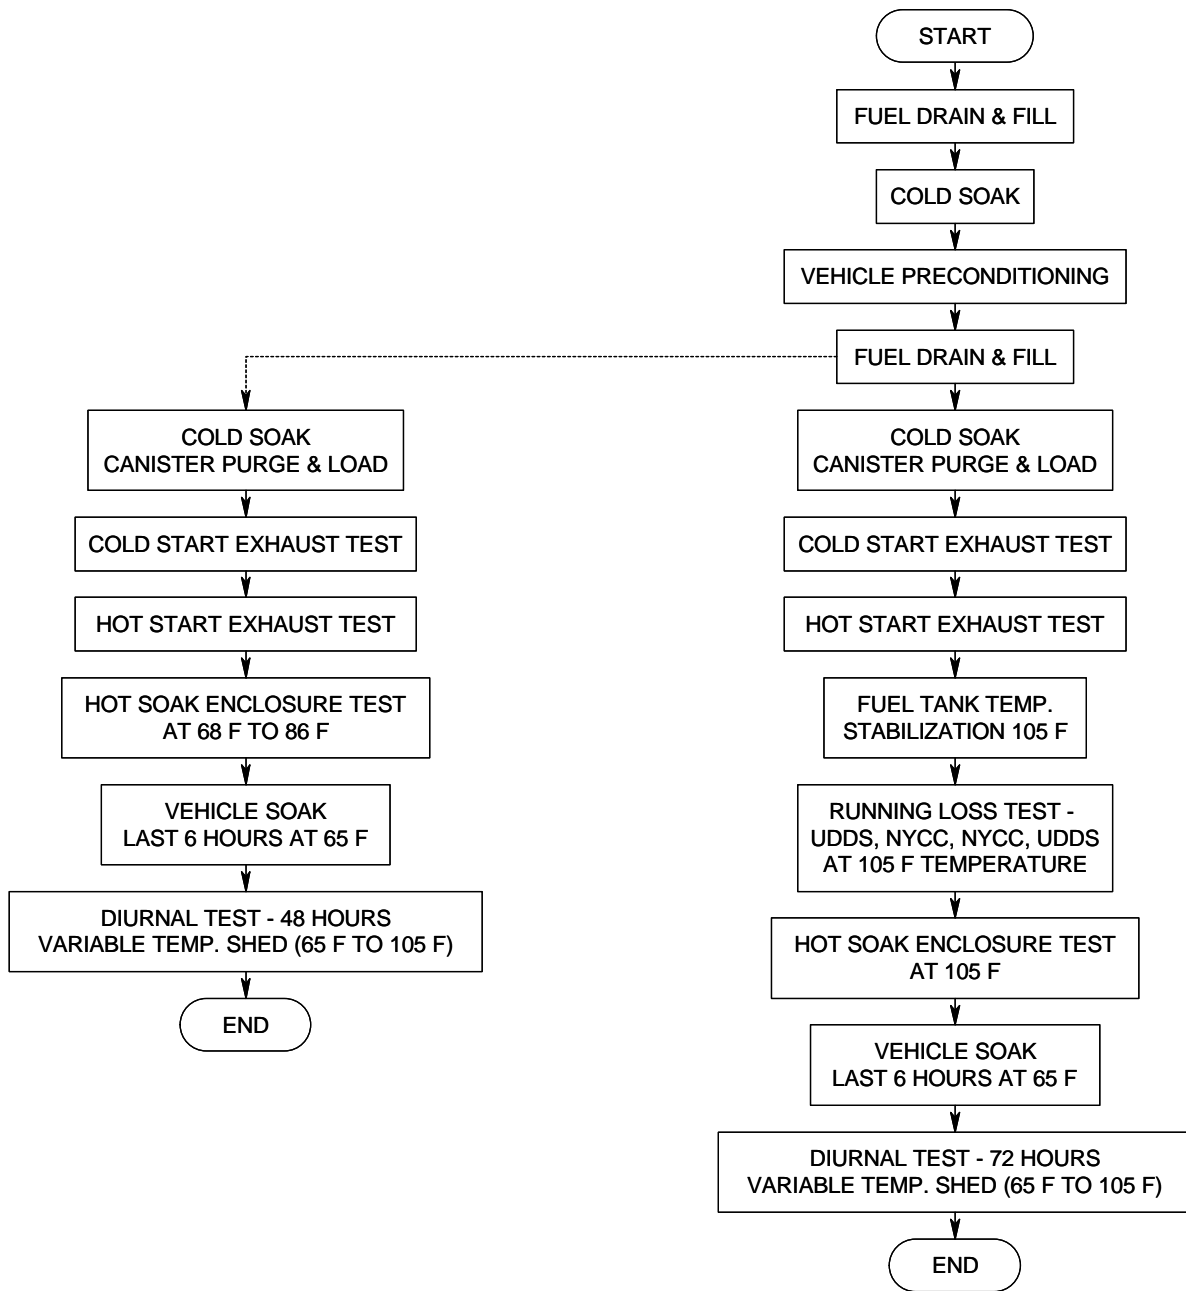 START
FUEL DRAIN & FILL
COLD SOAK
VEHICLE PRECONDITIONING
FUEL DRAIN & FILL
COLD SOAK
CANISTER PURGE & LOAD
COLD START EXHAUST TEST
HOT START EXHAUST TEST
HOT SOAK ENCLOSURE TEST
AT 68 F TO 86 F
VEHICLE SOAK
LAST 6 HOURS AT 65 F
DIURNAL TEST - 48 HOURS
VARIABLE TEMP. SHED (65 F TO 105 F)
END
COLD SOAK
CANISTER PURGE & LOAD
COLD START EXHAUST TEST
HOT START EXHAUST TEST
FUEL TANK TEMP.
STABILIZATION 105 F
RUNNING LOSS TEST -
UDDS, NYCC, NYCC, UDDS
AT 105 F TEMPERATURE
HOT SOAK ENCLOSURE TEST
AT 105 F
VEHICLE SOAK
LAST 6 HOURS AT 65 F
DIURNAL TEST - 72 HOURS
VARIABLE TEMP. SHED (65 F TO 105 F)
END